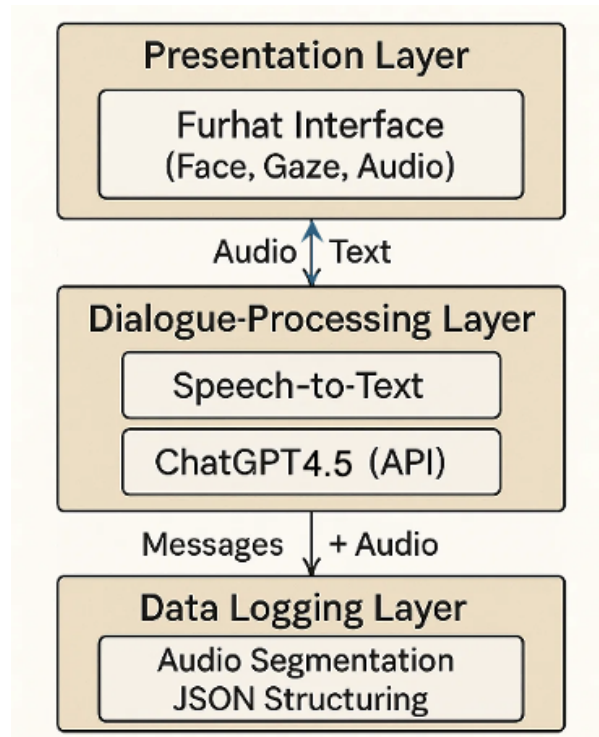 Presentation Layer
Furhat Interface
(Face, Gaze, Audio)
Audio Text
Dialogue-Processing Layer
Speech-to-Text
ChatGPT4.5 (API)
Messages + Audio
Data Logging Layer
Audio Segmentation
JSON Structuring